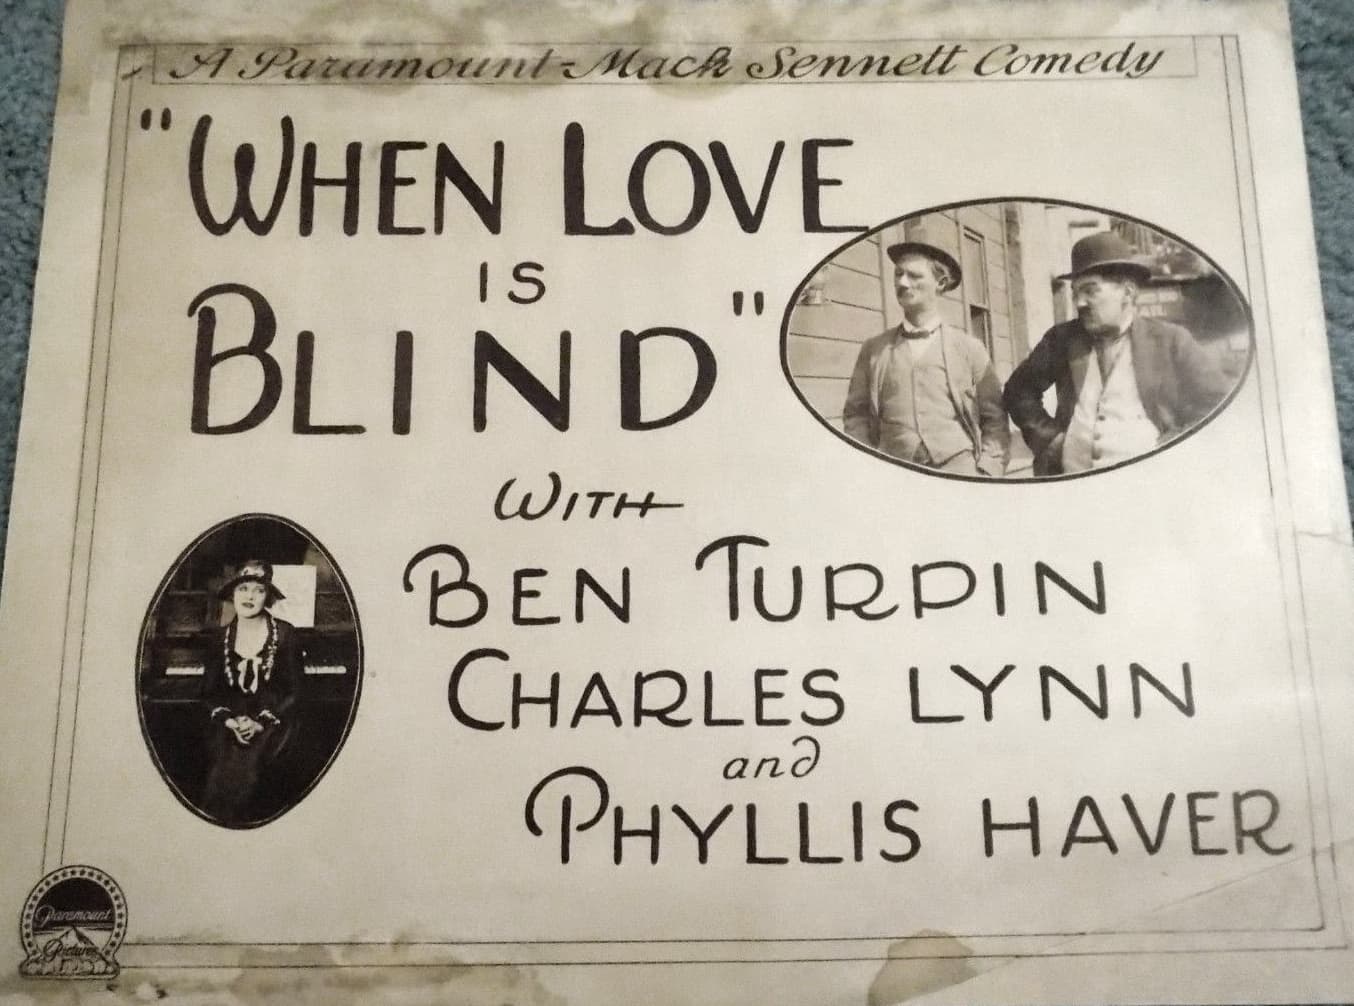 A Paramount-Mack Sennett Comedy
"WHEN LOVE
IS
BLIND"
WITH
BEN TURPIN
CHARLES LYNN
and
PHYLLIS HAVER
Paramount
Pictures